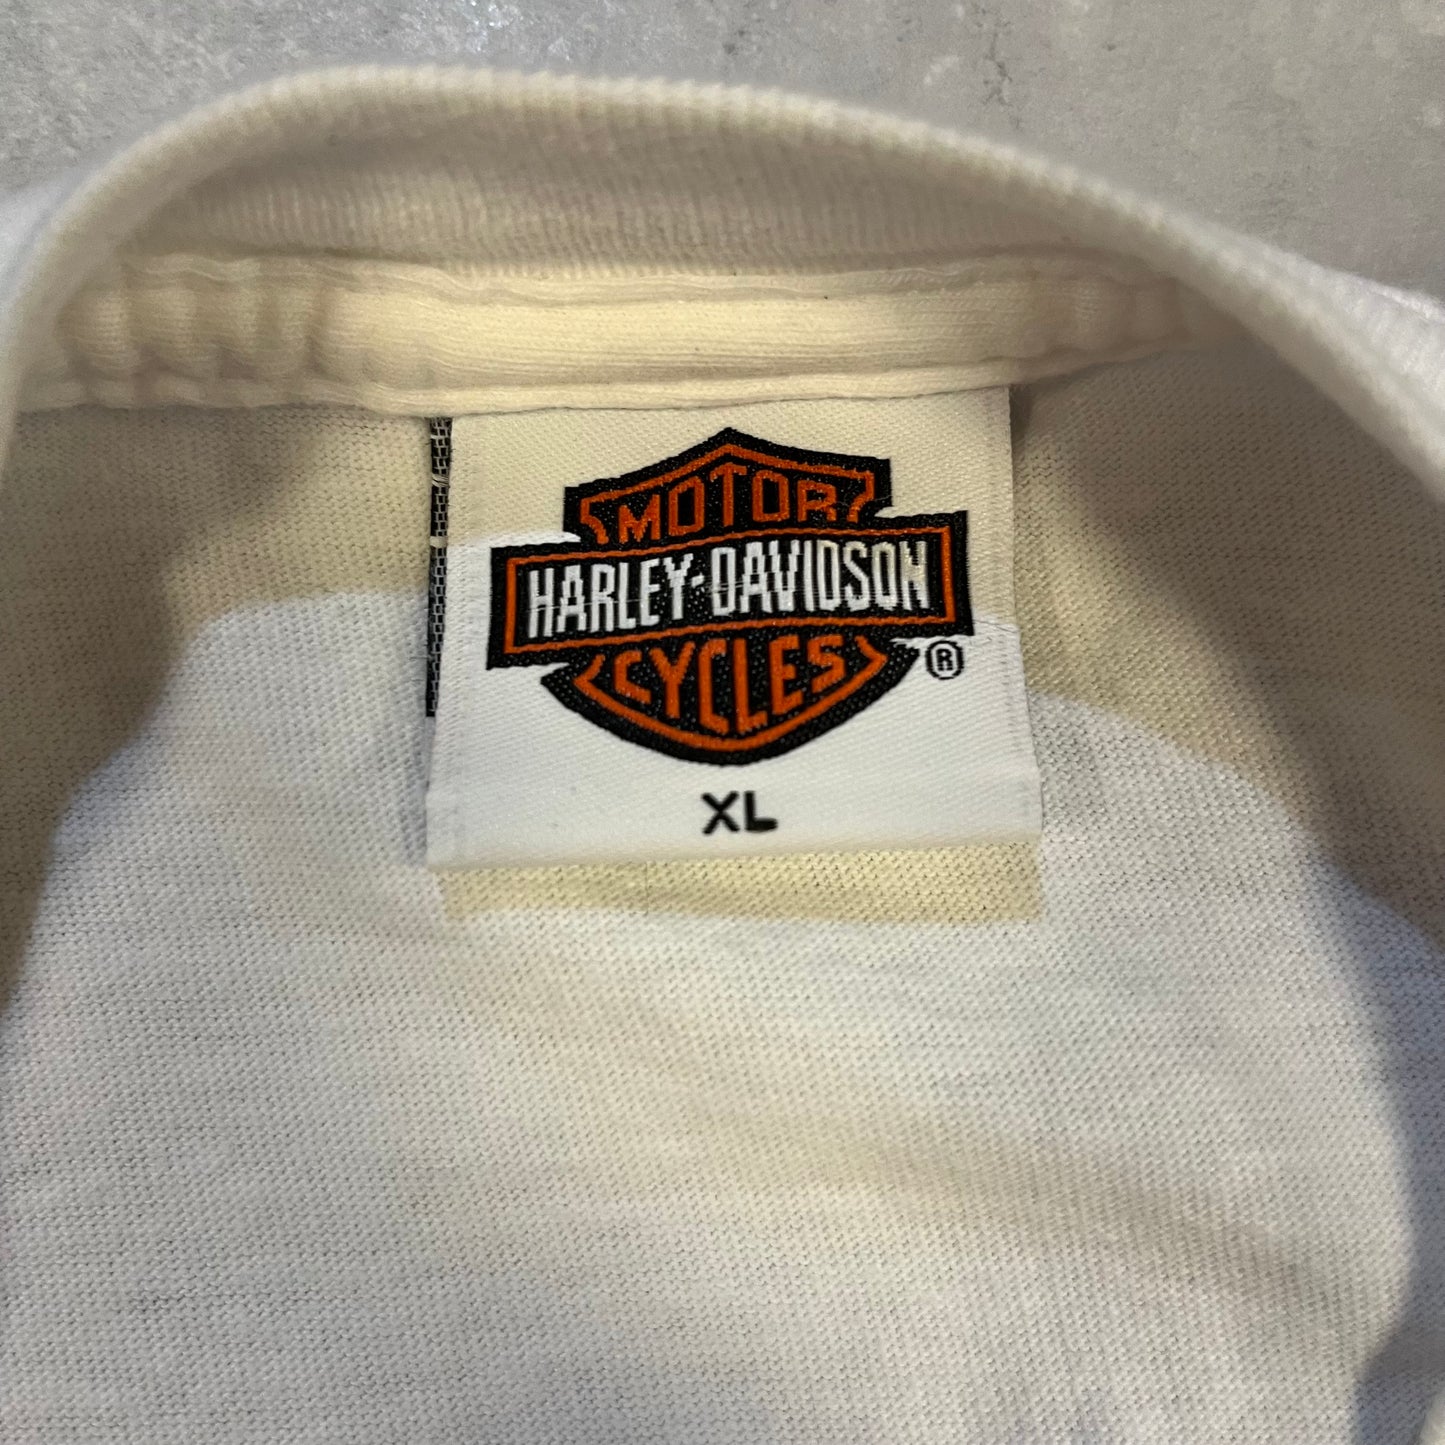 MOTOR
HARLEY-DAVIDSON
CYCLES
®
XL